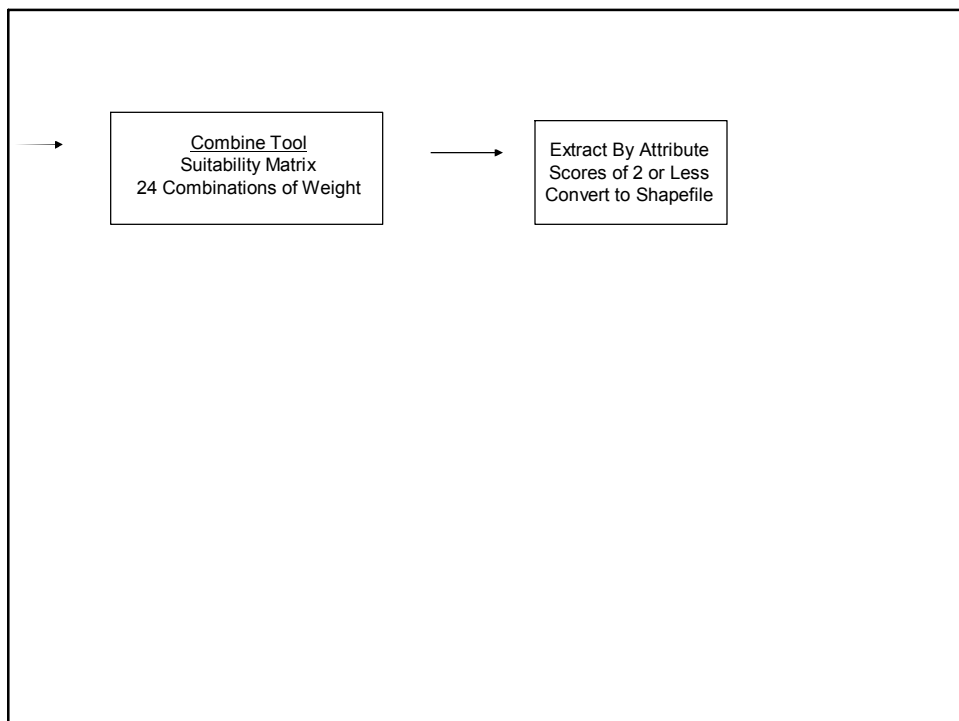 Combine Tool
Suitability Matrix
24 Combinations of Weight
Extract By Attribute
Scores of 2 or Less
Convert to Shapefile